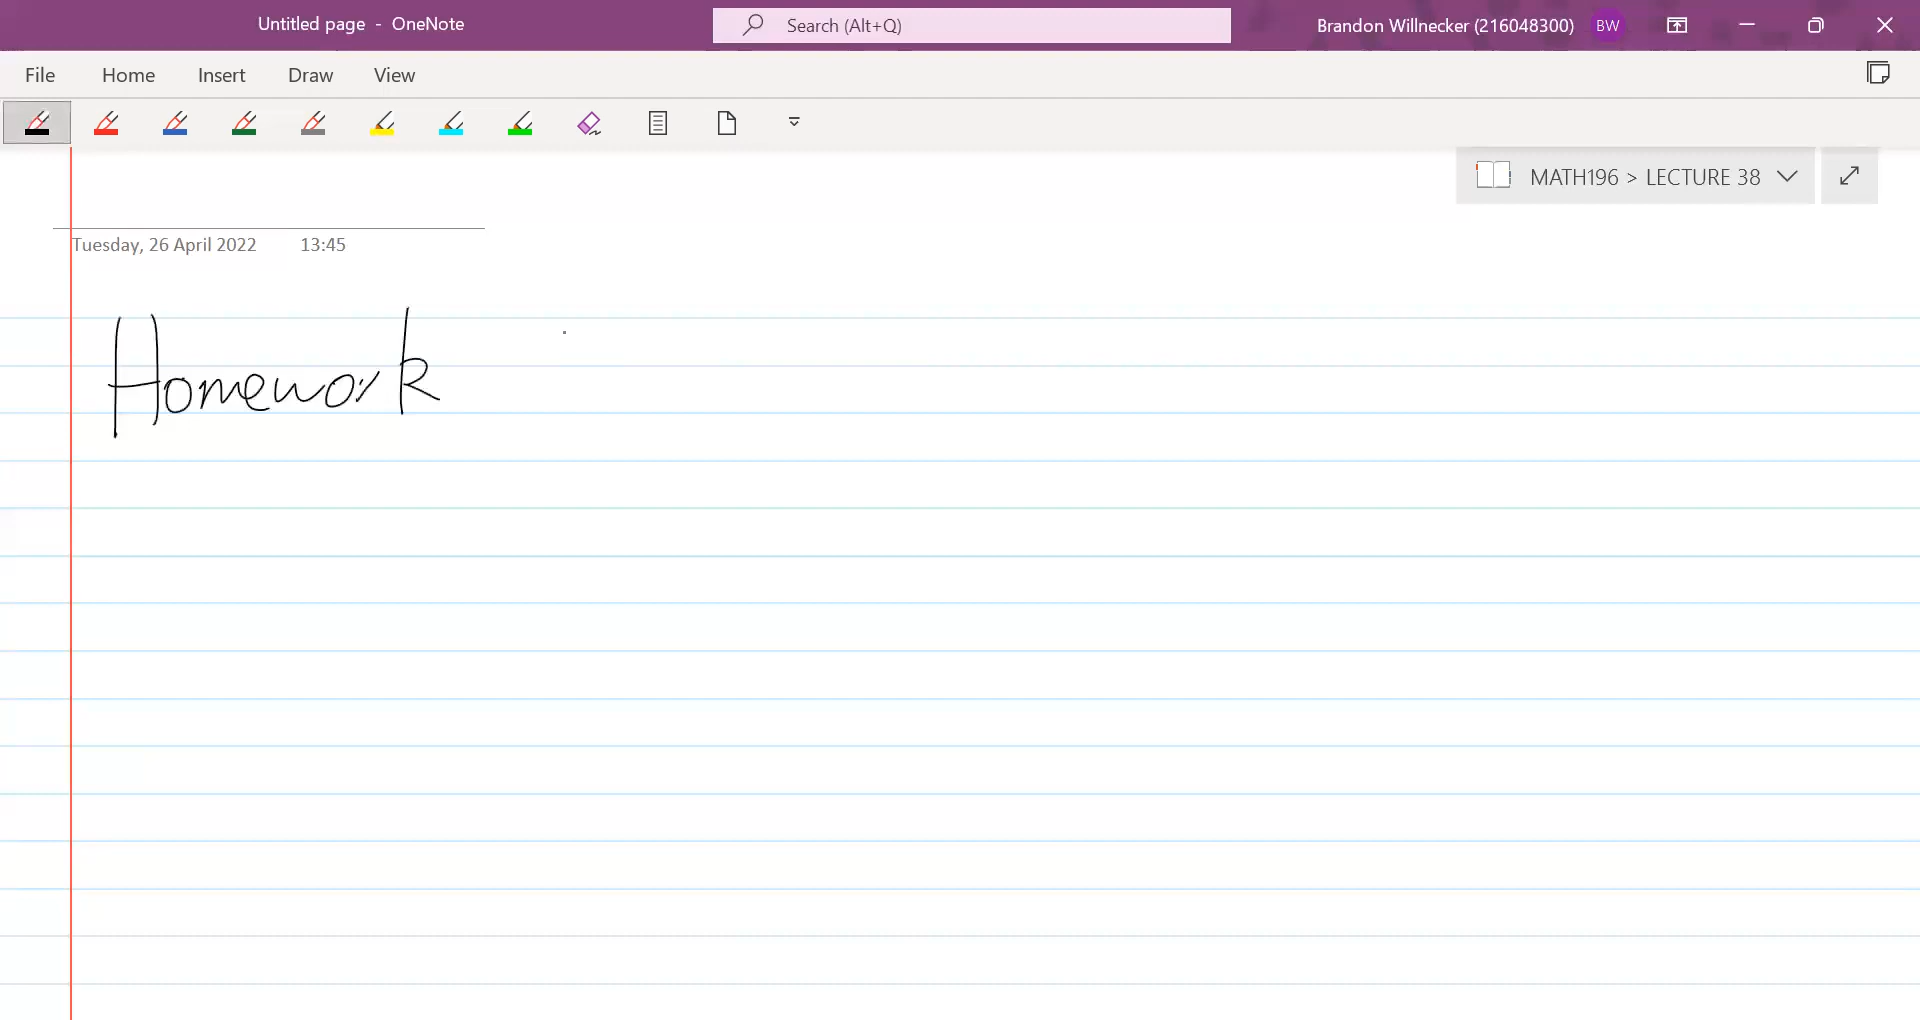 Untitled page - OneNote
Search (Alt+Q)
Brandon Willnecker (216048300)
BW
File Home Insert Draw View
MATH196 > LECTURE 38
Tuesday, 26 April 2022 13:45
Homework